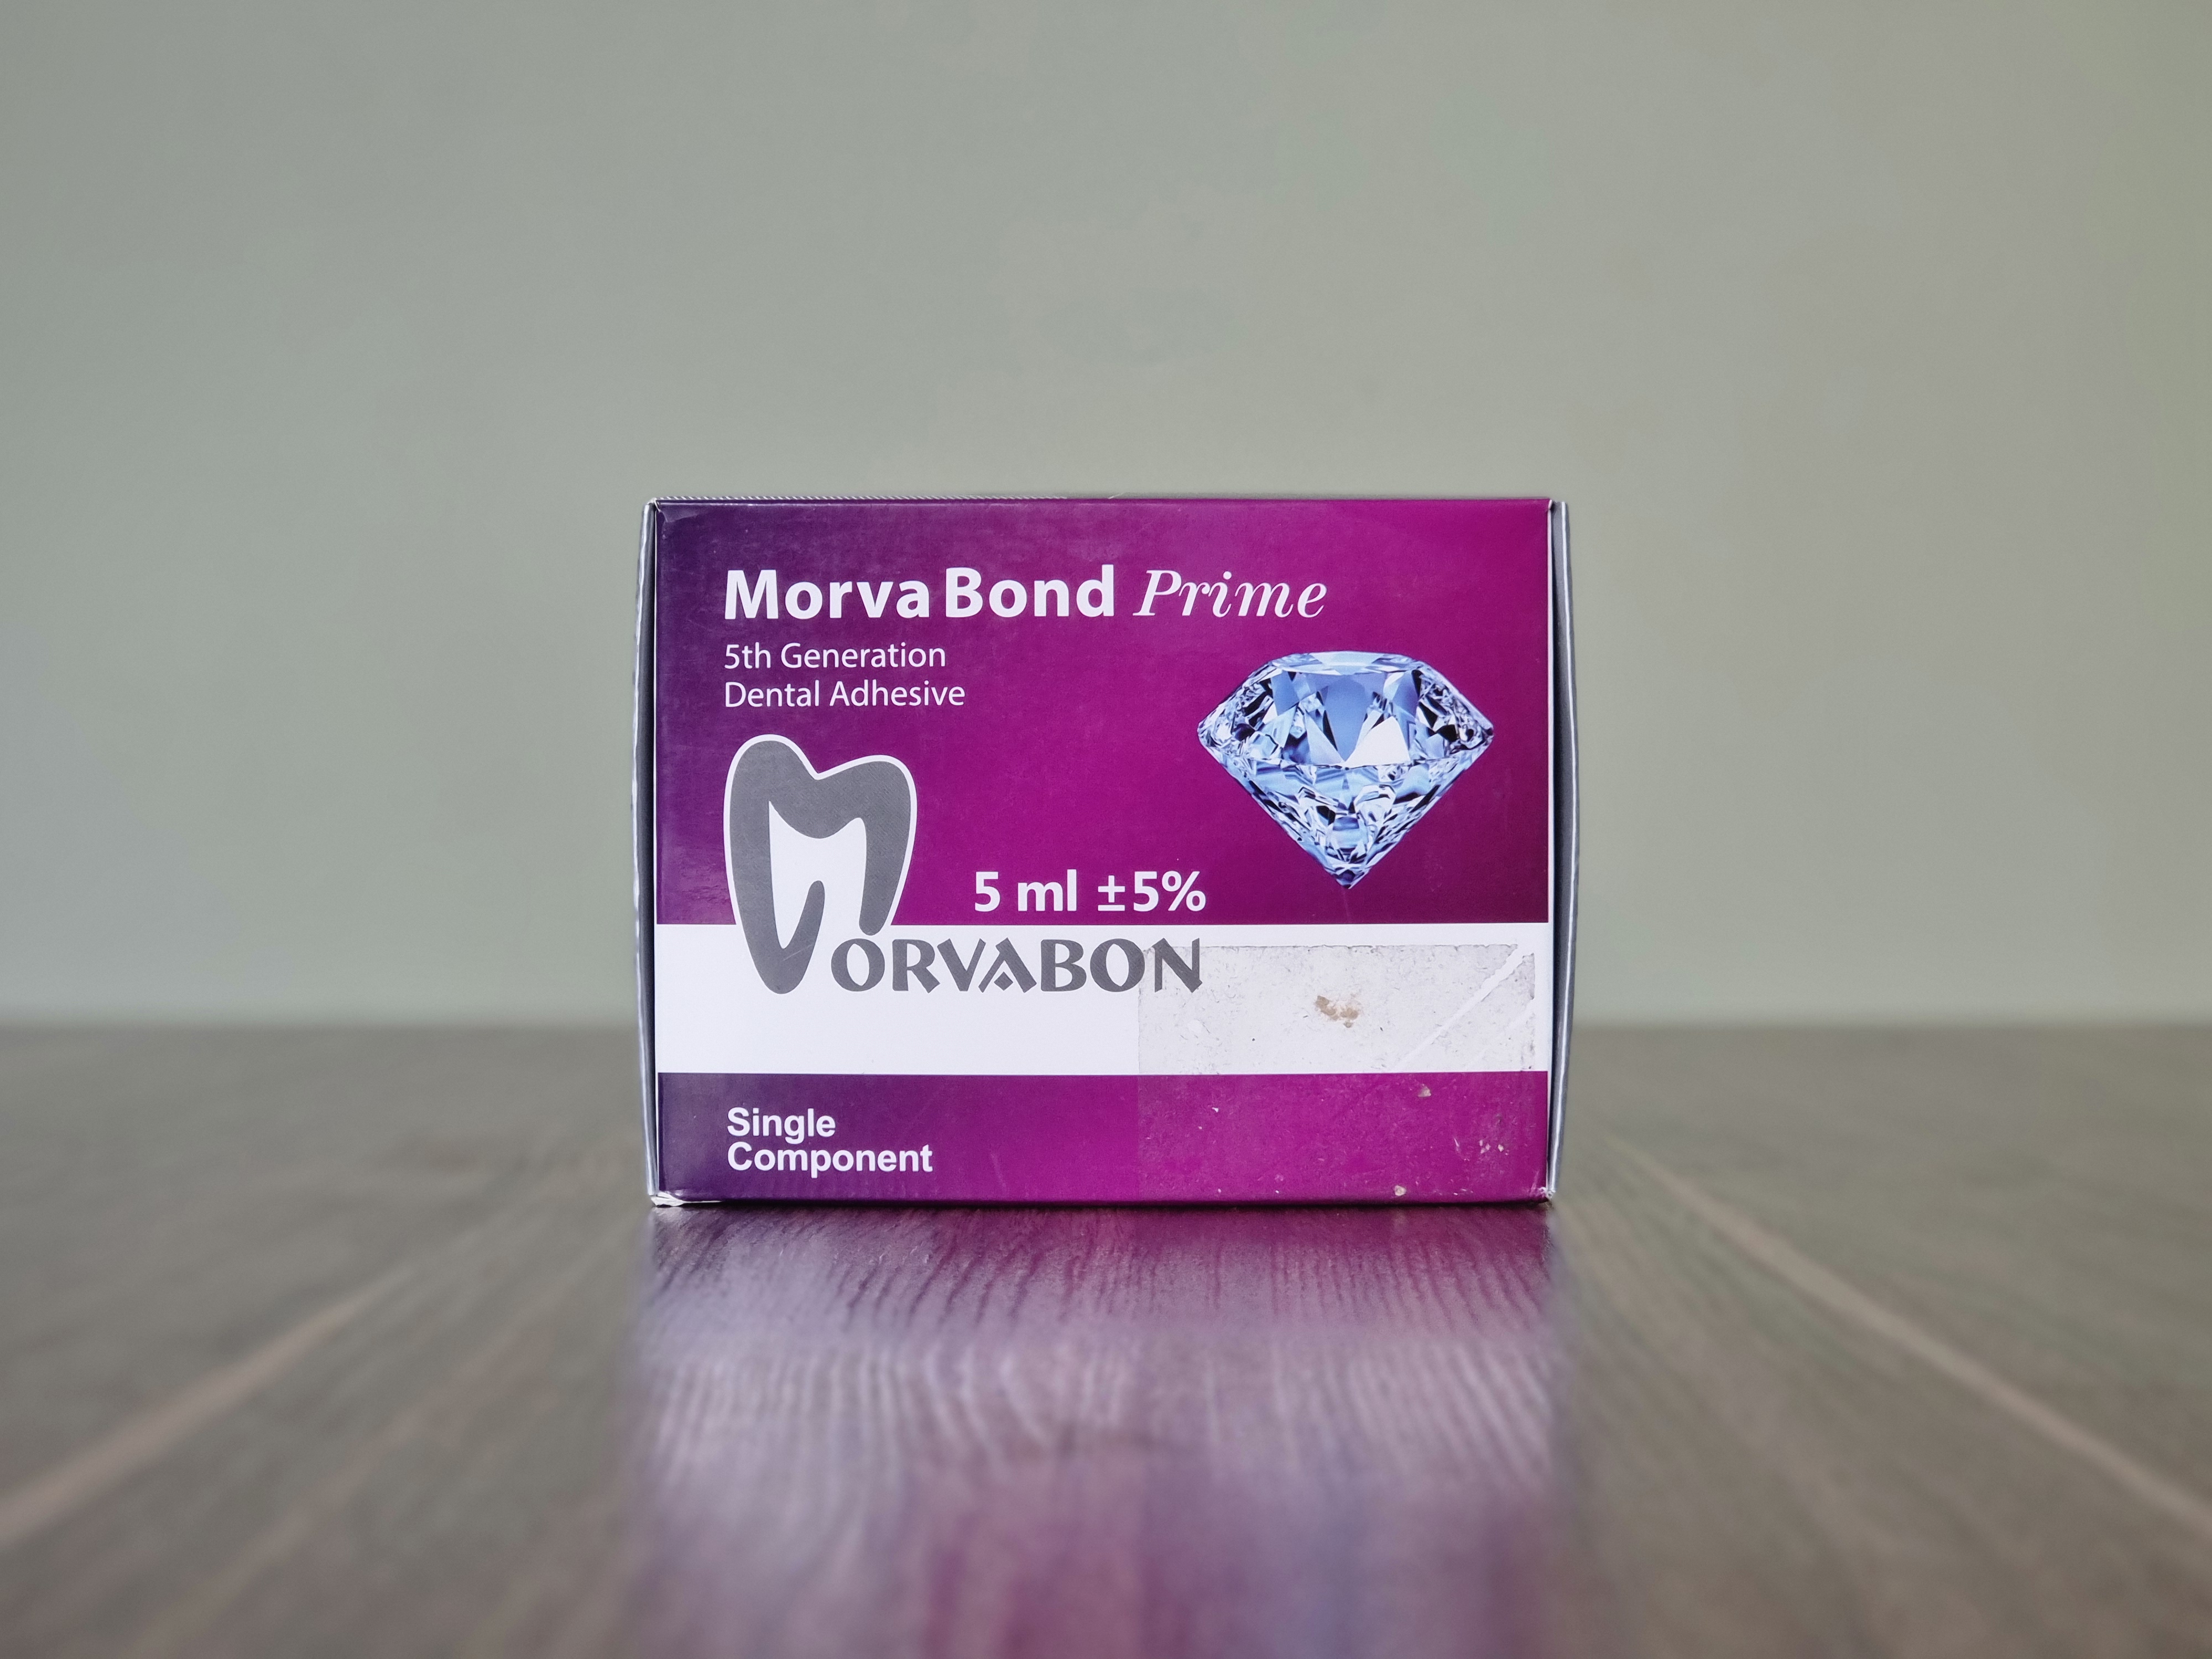 Morva Bond Prime
5th Generation
Dental Adhesive
5 ml ±5%
MORVABON
Single
Component